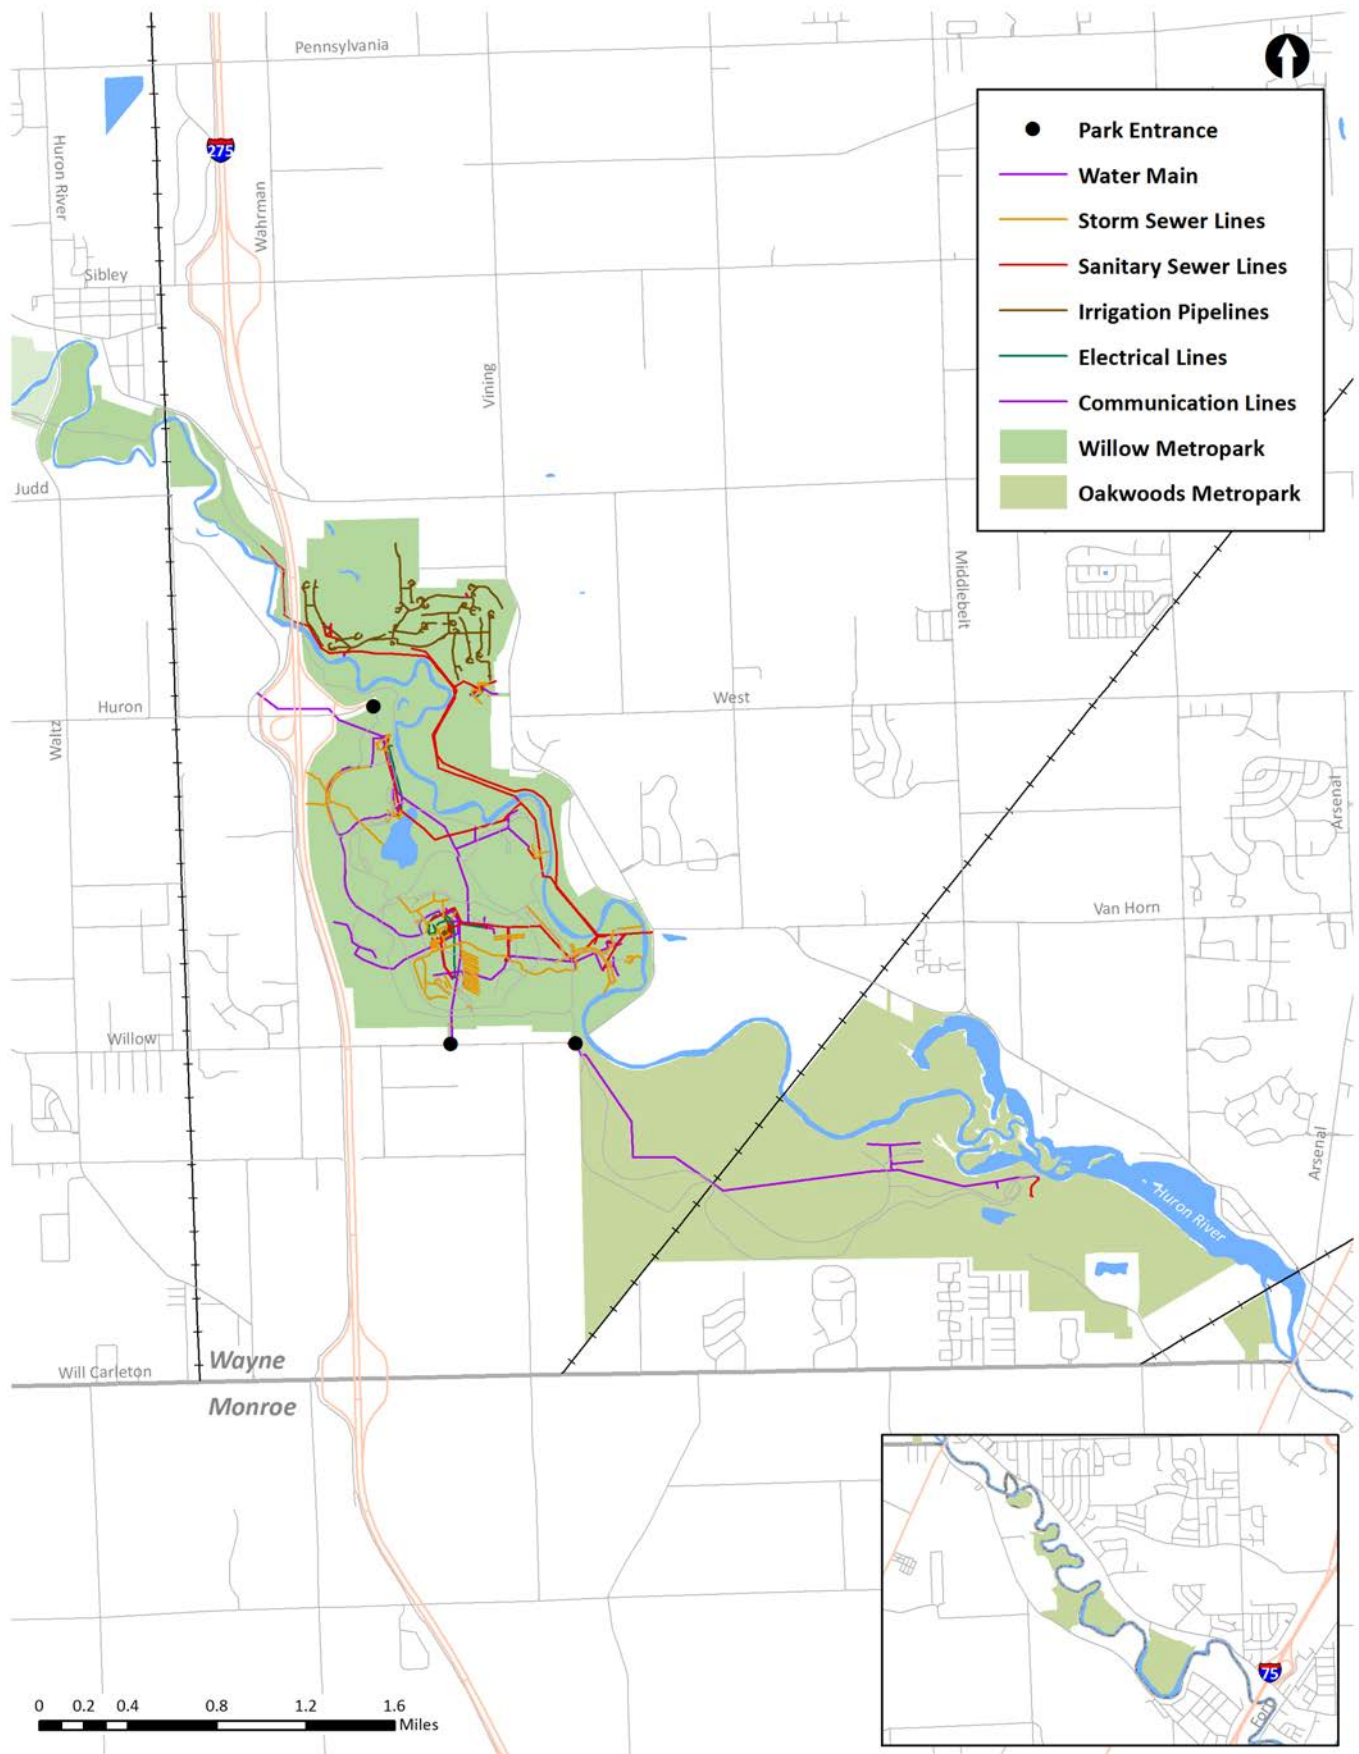 Pennsylvania
Huron River
275
Wahrman
Park Entrance
Water Main
Storm Sewer Lines
Sanitary Sewer Lines
Irrigation Pipelines
Electrical Lines
Communication Lines
Willow Metropark
Oakwoods Metropark
Sibley
Vining
Judd
Middlebelt
Huron
West
Waltz
Arsenal
Van Horn
Willow
Arsenal
Huron River
Will Carleton
Wayne
Monroe
75
Fort
0 0.2 0.4 0.8 1.2 1.6
Miles